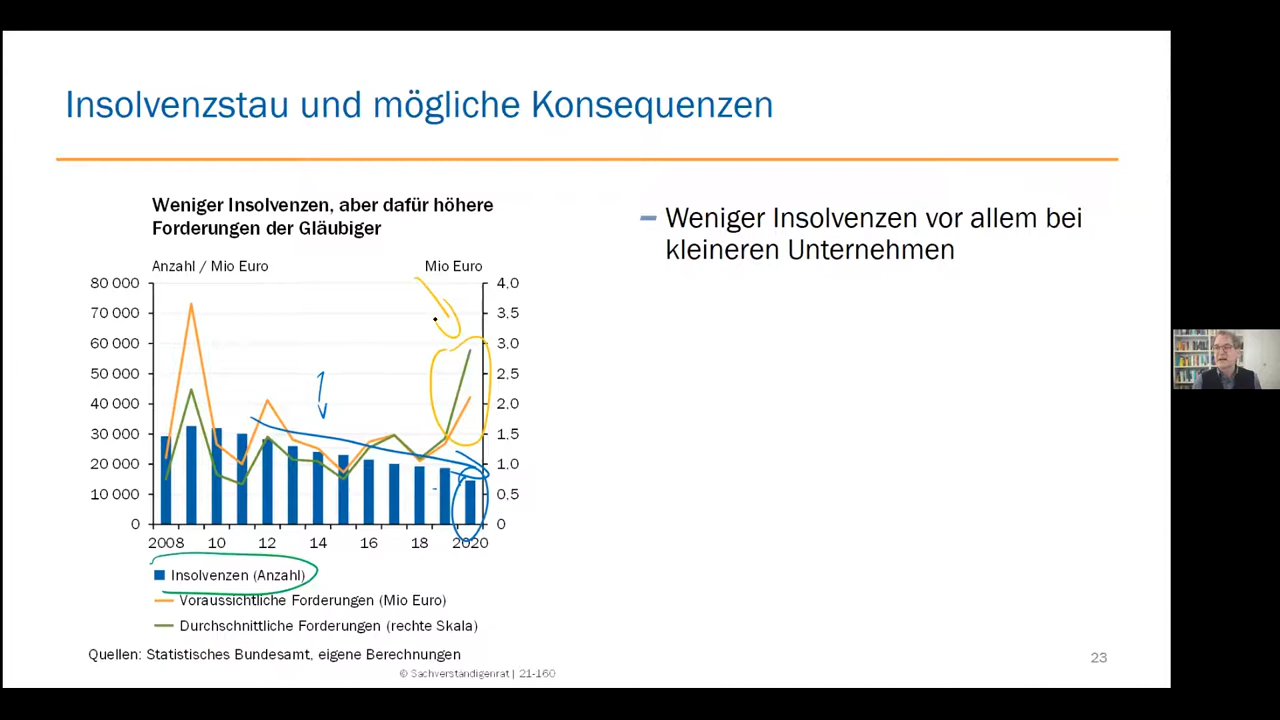 Insolvenzstau und mögliche Konsequenzen
Weniger Insolvenzen, aber dafür höhere
Forderungen der Gläubiger
Anzahl / Mio Euro
Mio Euro
80 000
70 000
60 000
50 000
40 000
30 000
20 000
10 000
0
4,0
3,5
3.0
2,5
2,0
1,5
1,0
0,5
0
2008 10 12 14 16 18 2020
Insolvenzen (Anzahl)
Voraussichtliche Forderungen (Mio Euro)
Durchschnittliche Forderungen (rechte Skala)
Quellen: Statistisches Bundesamt, eigene Berechnungen
© Sachverständigenrat | 21-160
Weniger Insolvenzen vor allem bei
kleineren Unternehmen
23